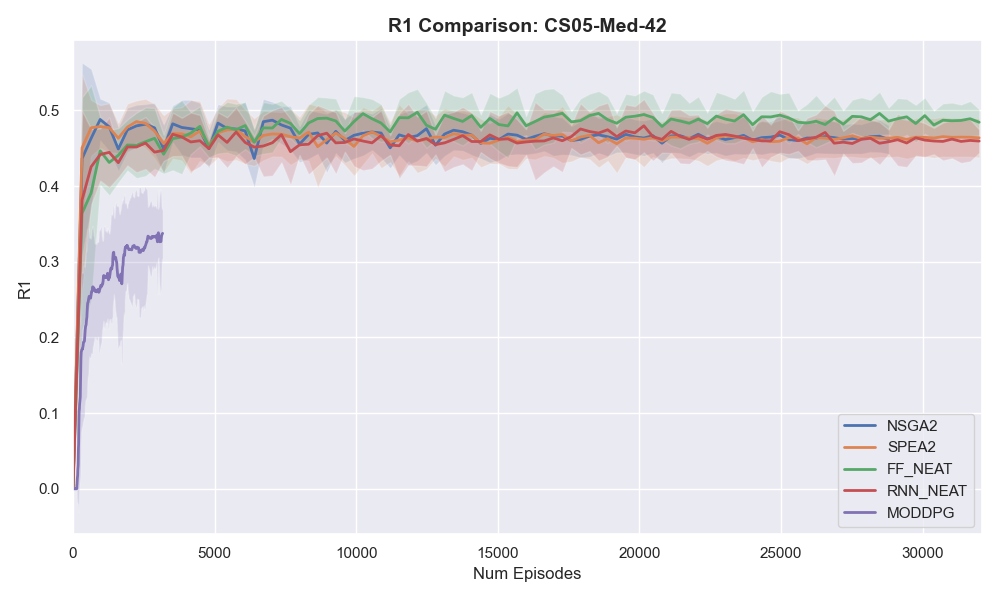 R1 Comparison: CS05-Med-42
R1
0.5
0.4
0.3
0.2
0.1
0.0
0 5000 10000 15000 20000 25000 30000
Num Episodes
NSGA2
SPEA2
FF_NEAT
RNN_NEAT
MODDPG